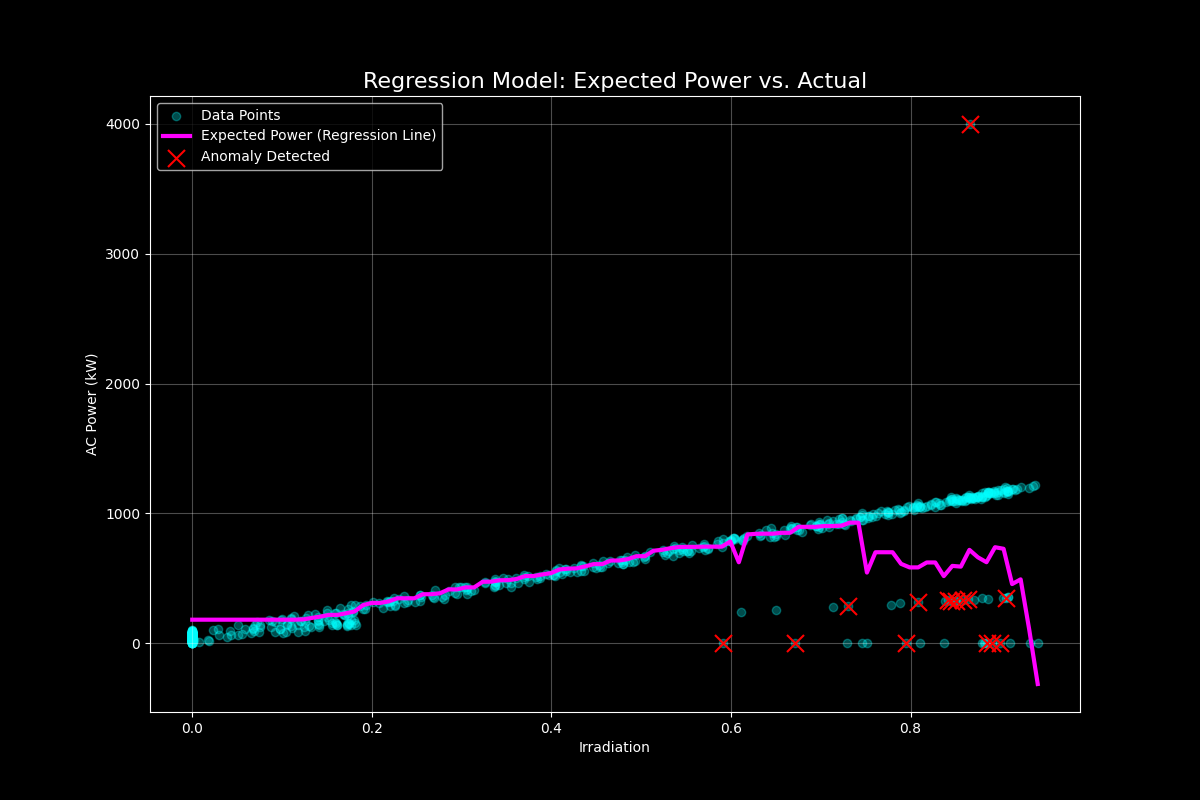 Regression Model: Expected Power vs. Actual
Data Points
Expected Power (Regression Line)
Anomaly Detected
4000
3000
2000
1000
0
AC Power (kW)
0.0 0.2 0.4 0.6 0.8
Irradiation